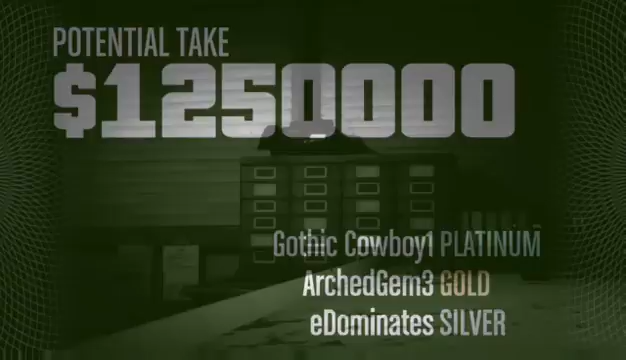 POTENTIAL TAKE
$1250000
Gothic Cowboy1 PLATINUM
ArchedGem3 GOLD
eDominates SILVER